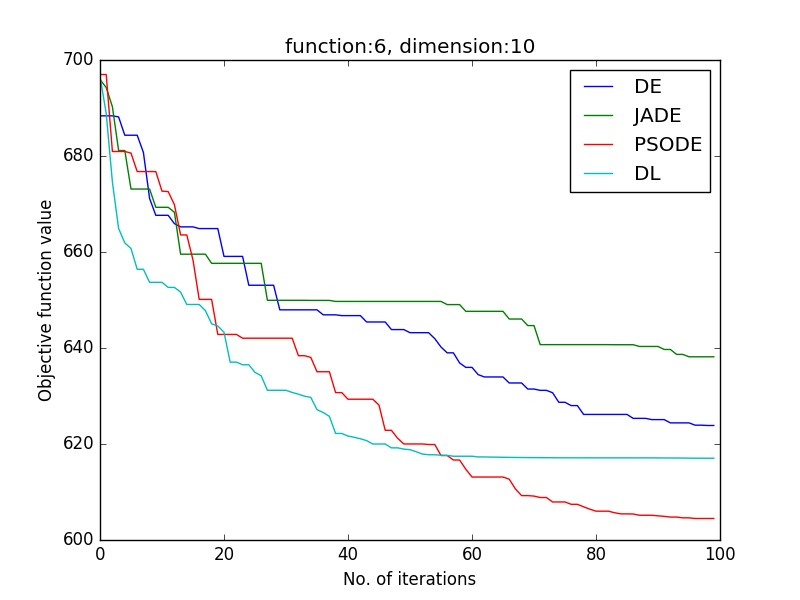 function:6, dimension:10
700
680
660
640
620
600
0
20
40
60
80
100
Objective function value
No. of iterations
DE
JADE
PSODE
DL